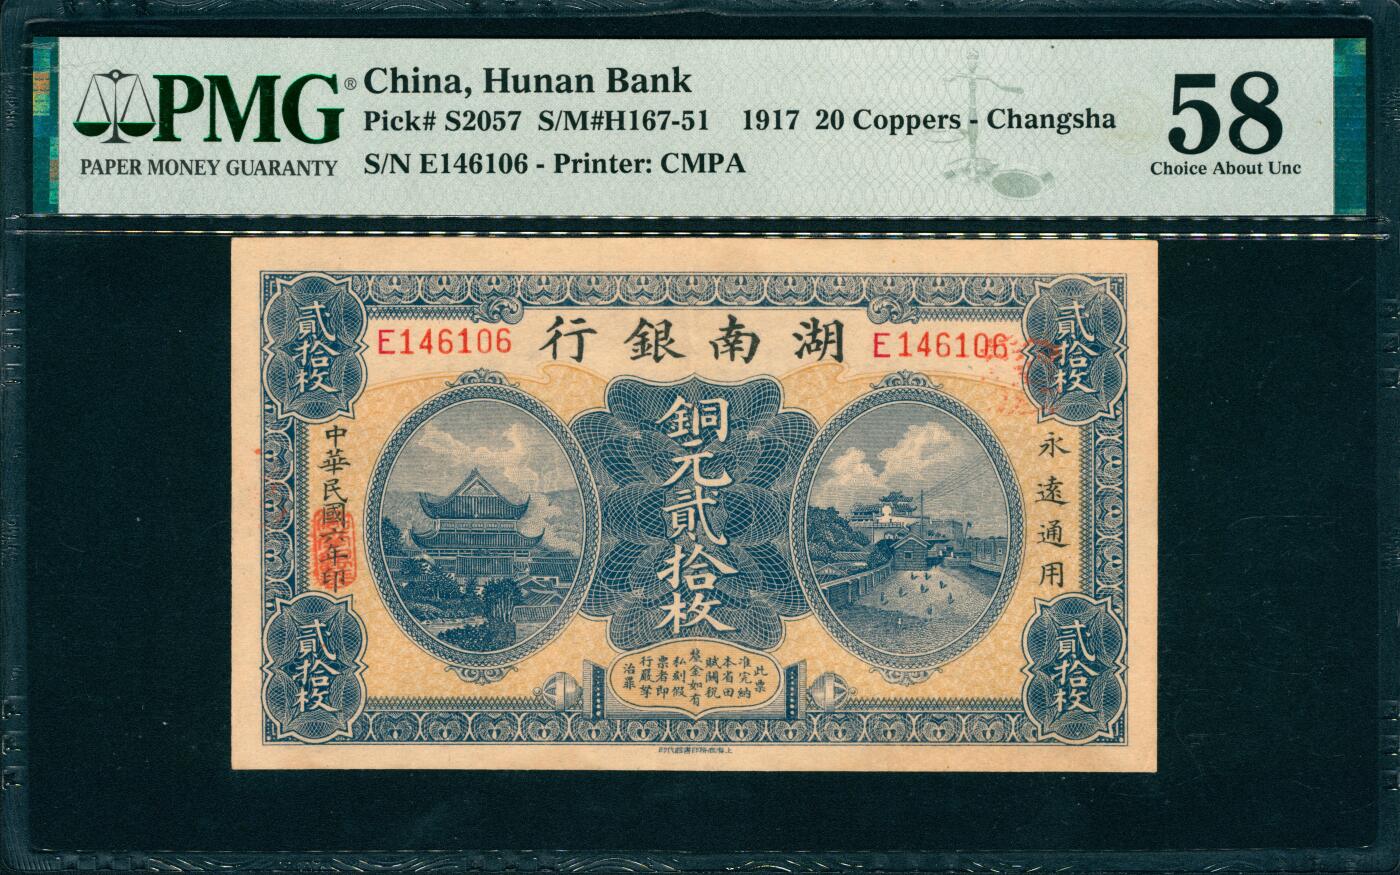 PMG®
PAPER MONEY GUARANTY
China, Hunan Bank
Pick# S2057 S/M#H167-51 1917 20 Coppers - Changsha
S/N E146106 - Printer: CMPA
58
Choice About Unc
貳拾枚
貳拾枚
E146106
行銀南湖
E146106
銅元貳拾枚
永遠通用
中華民國六年印
貳拾枚
貳拾枚
此票
准完納
本省田
賦關稅
釐金如有
私刻假
票者即
行嚴拏
治罪